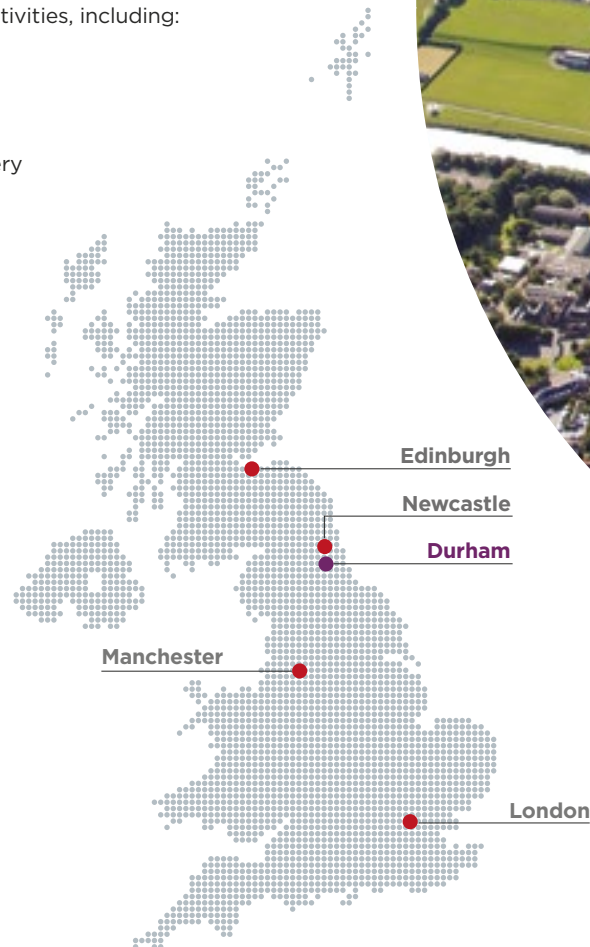 tivities, including:
ery
Edinburgh
Newcastle
Durham
Manchester
London